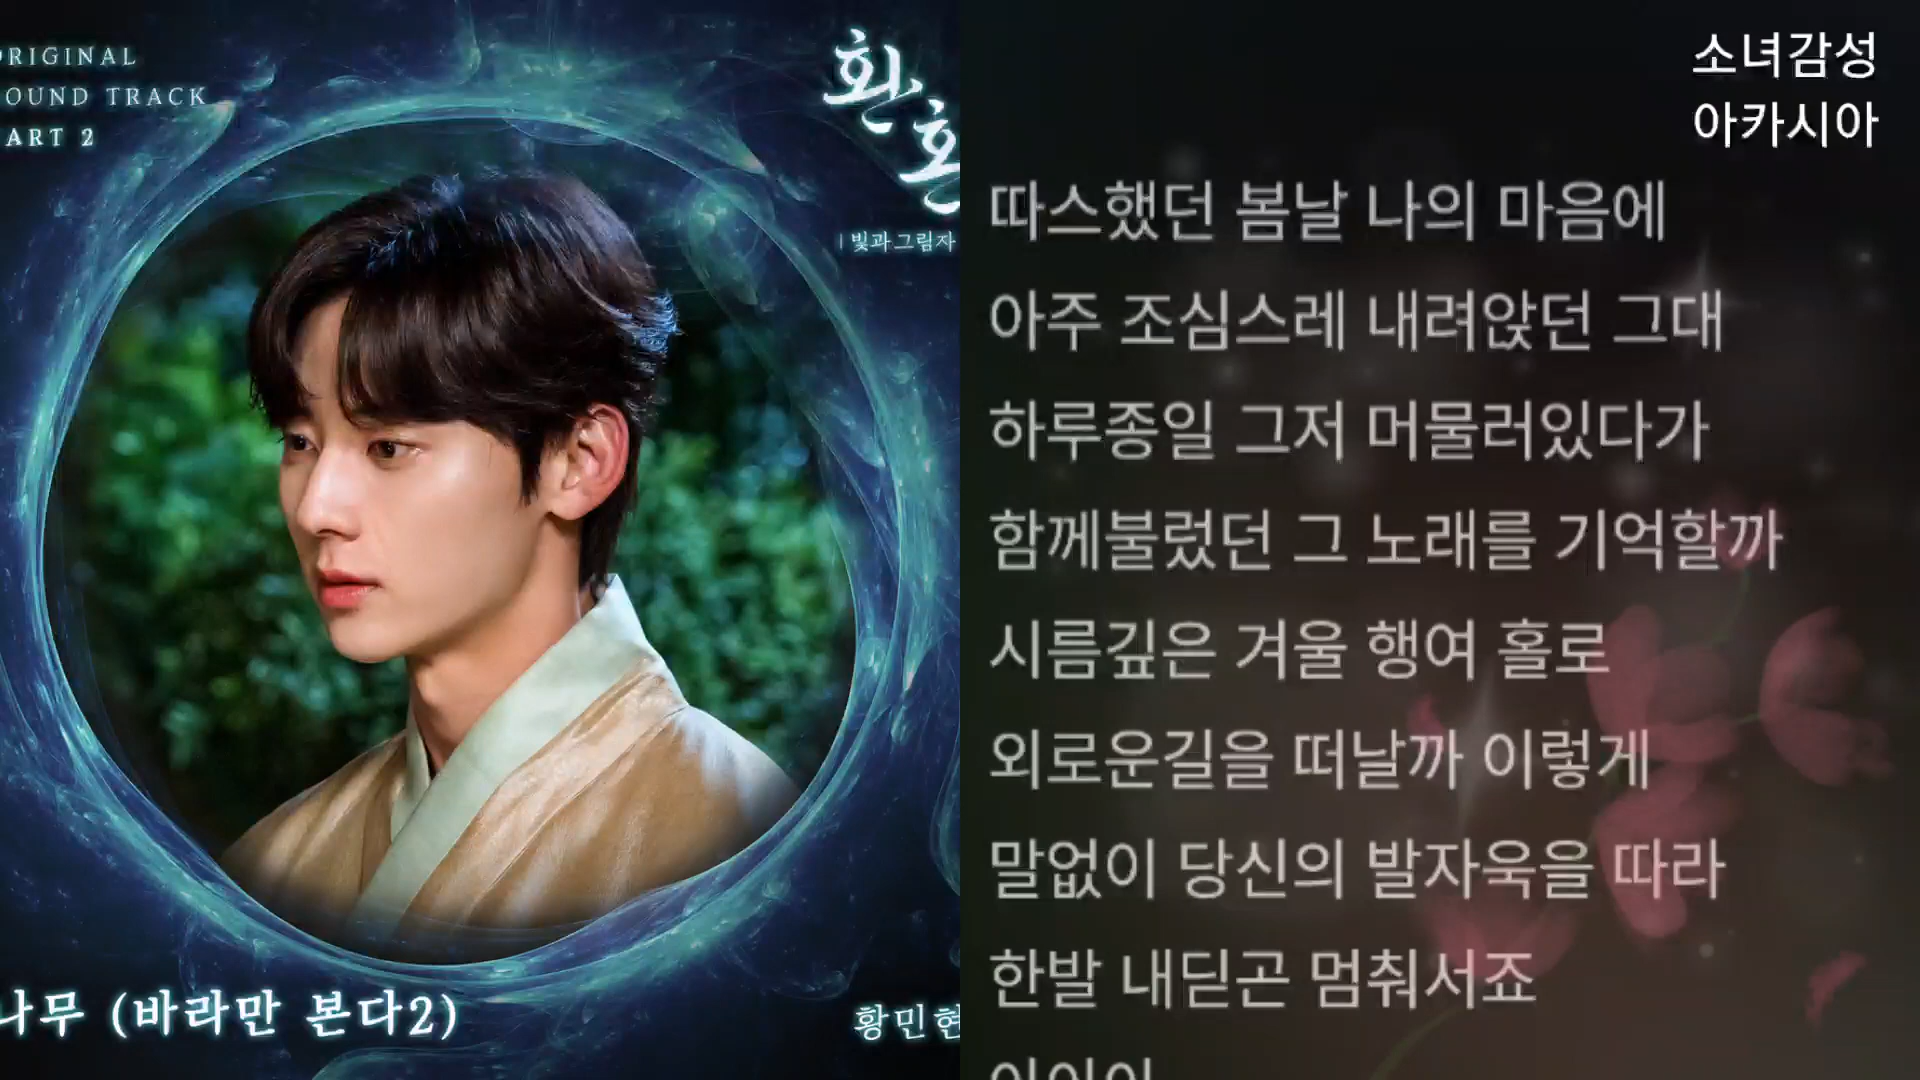 RIGINAL
OUND TRACK
ART 2
환혼
빛과 그림자
나무 (바라만 본다2)
황민현
소녀감성
아카시아
따스했던 봄날 나의 마음에
아주 조심스레 내려앉던 그대
하루종일 그저 머물러있다가
함께불렀던 그 노래를 기억할까
시름깊은 겨울 행여 홀로
외로운길을 떠날까 이렇게
말없이 당신의 발자욱을 따라
한발 내딛곤 멈춰서죠